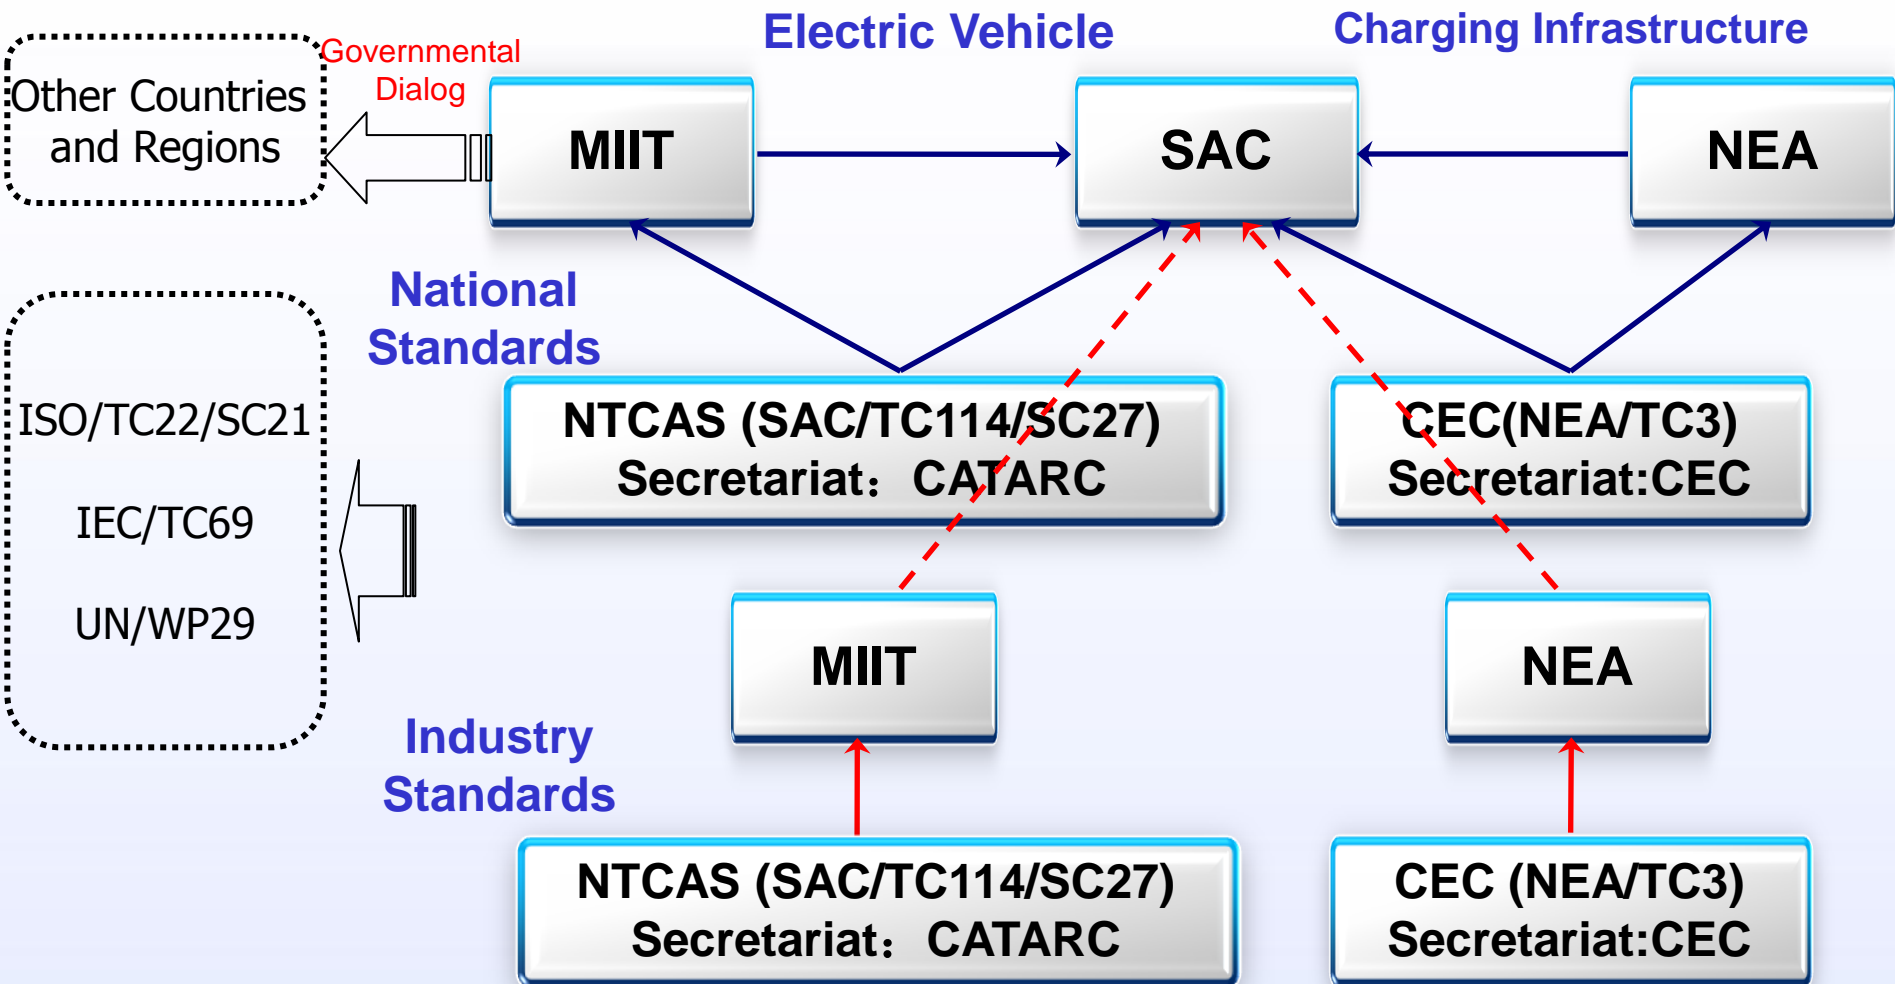 Electric Vehicle
Charging Infrastructure
Governmental
Dialog
Other Countries
and Regions
MIIT
SAC
NEA
National
Standards
ISO/TC22/SC21
IEC/TC69
UN/WP29
NTCAS (SAC/TC114/SC27)
Secretariat：CATARC
CEC(NEA/TC3)
Secretariat:CEC
MIIT
NEA
Industry
Standards
NTCAS (SAC/TC114/SC27)
Secretariat：CATARC
CEC (NEA/TC3)
Secretariat:CEC